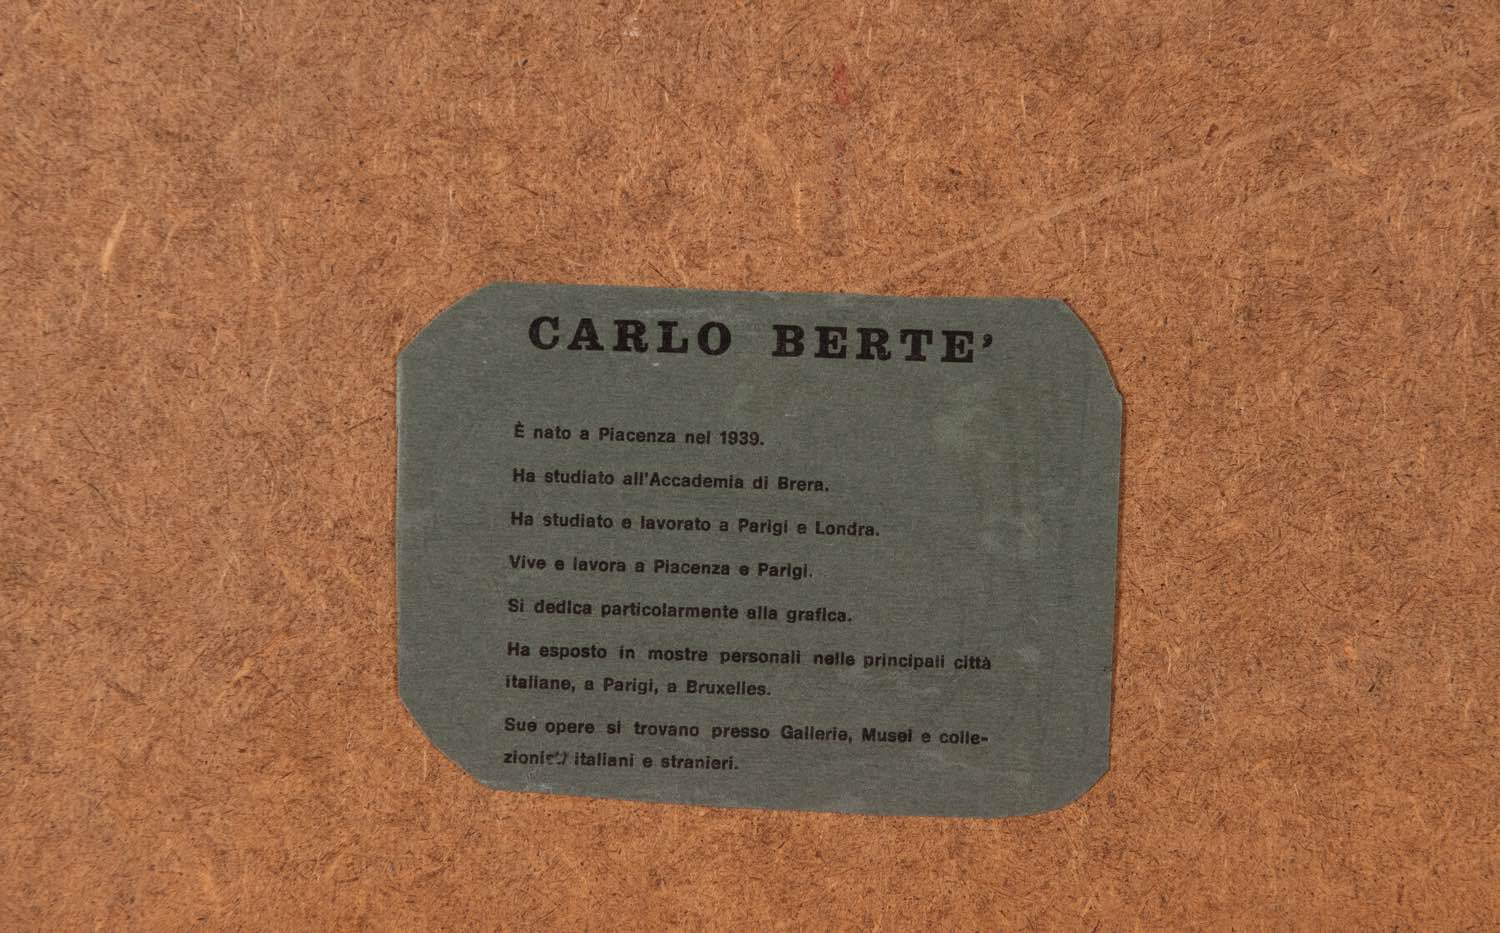 CARLO BERTE'
È nato a Piacenza nel 1939.
Ha studiato all'Accademia di Brera.
Ha studiato e lavorato a Parigi e Londra.
Vive e lavora a Piacenza e Parigi.
Si dedica particolarmente alla grafica.
Ha esposto in mostre personali nelle principali città
italiane, a Parigi, a Bruxelles.
Sue opere si trovano presso Gallerie, Musei e colle-
italiani e stranieri.